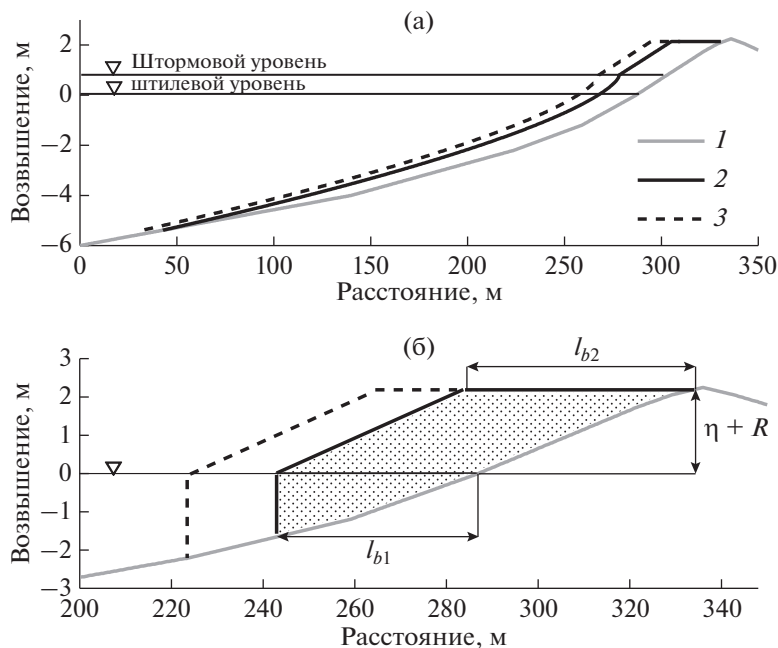 (а)
Возвышение, м
2
0
−2
−4
−6
Штормовой уровень
штилевой уровень
1
2
3
0 50 100 150 200 250 300 350
Расстояние, м
(б)
Возвышение, м
3
2
1
0
−1
−2
−3
l_b2
η + R
l_b1
200 220 240 260 280 300 320 340
Расстояние, м